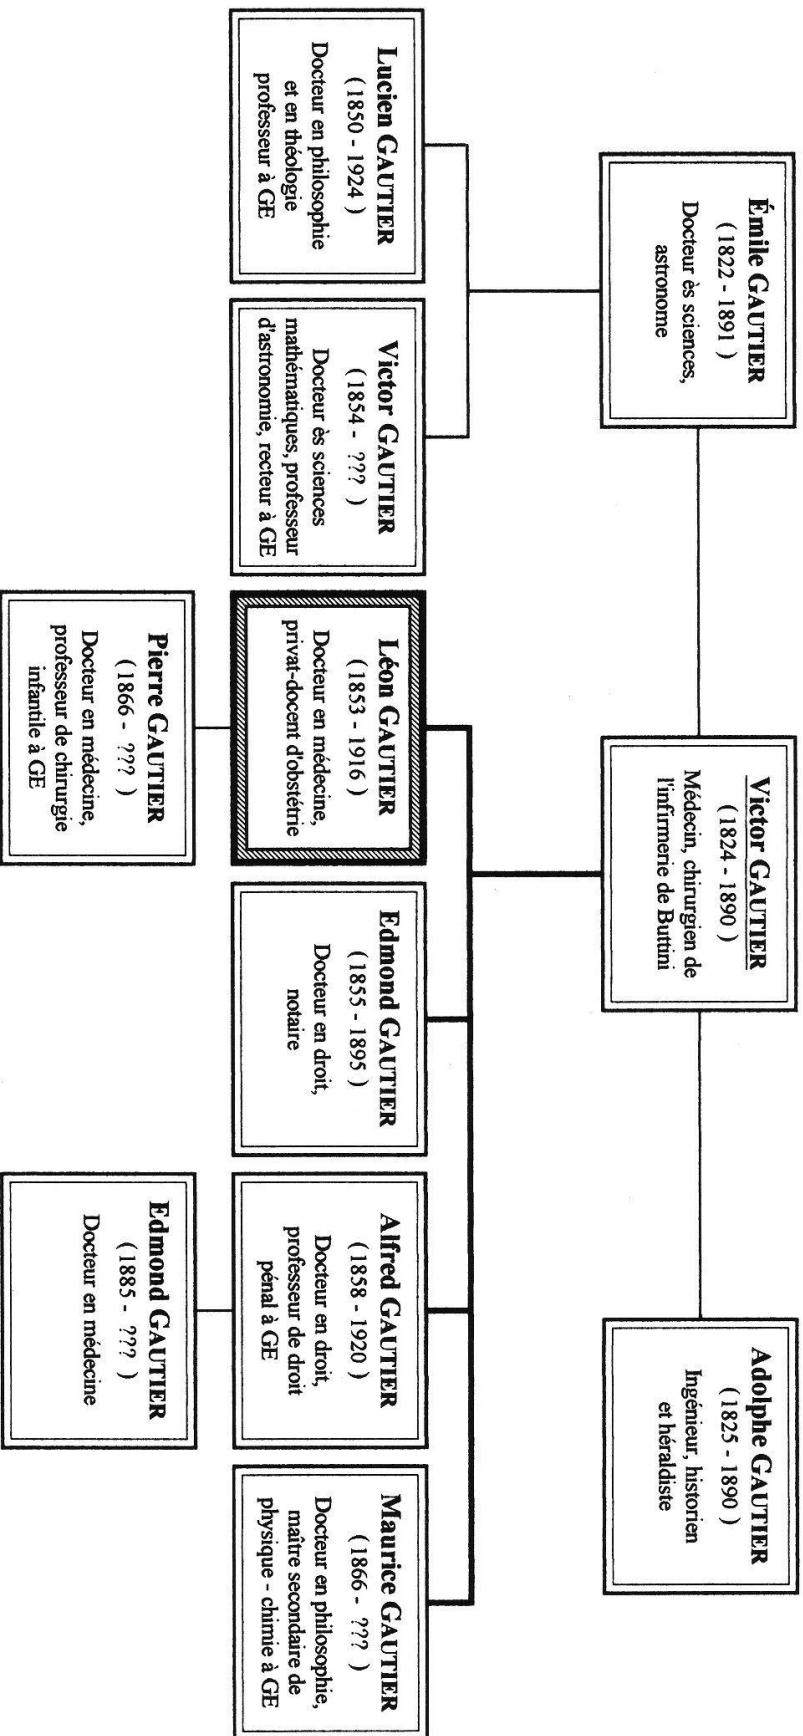 Émile GAUTIER
( 1822 - 1891 )
Docteur ès sciences,
astronome
Victor GAUTIER
( 1824 - 1890 )
Médecin, chirurgien de
l'infirmerie de Buttini
Adolphe GAUTIER
( 1825 - 1890 )
Ingénieur, historien
et héraldiste
Lucien GAUTIER
( 1850 - 1924 )
Docteur en philosophie
et en théologie
professeur à GE
Victor GAUTIER
( 1854 - ??? )
Docteur ès sciences
mathématiques, professeur
d'astronomie, recteur à GE
Léon GAUTIER
( 1853 - 1916 )
Docteur en médecine,
privat-docent d'obstétrie
Edmond GAUTIER
( 1855 - 1895 )
Docteur en droit,
notaire
Alfred GAUTIER
( 1858 - 1920 )
Docteur en droit,
professeur de droit
pénal à GE
Maurice GAUTIER
( 1866 - ??? )
Docteur en philosophie,
maître secondaire de
physique - chimie à GE
Pierre GAUTIER
( 1866 - ??? )
Docteur en médecine,
professeur de chirurgie
infantile à GE
Edmond GAUTIER
( 1885 - ??? )
Docteur en médecine